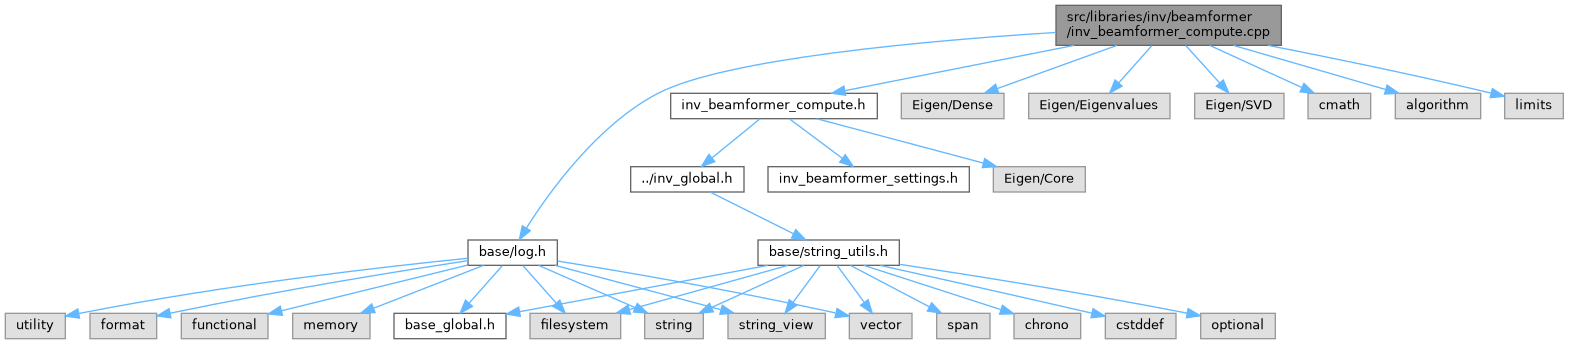 src/libraries/inv/beamformer
/inv_beamformer_compute.cpp
inv_beamformer_compute.h
Eigen/Dense
Eigen/Eigenvalues
Eigen/SVD
cmath
algorithm
limits
../inv_global.h
inv_beamformer_settings.h
Eigen/Core
base/log.h
base/string_utils.h
utility
format
functional
memory
base_global.h
filesystem
string
string_view
vector
span
chrono
cstddef
optional